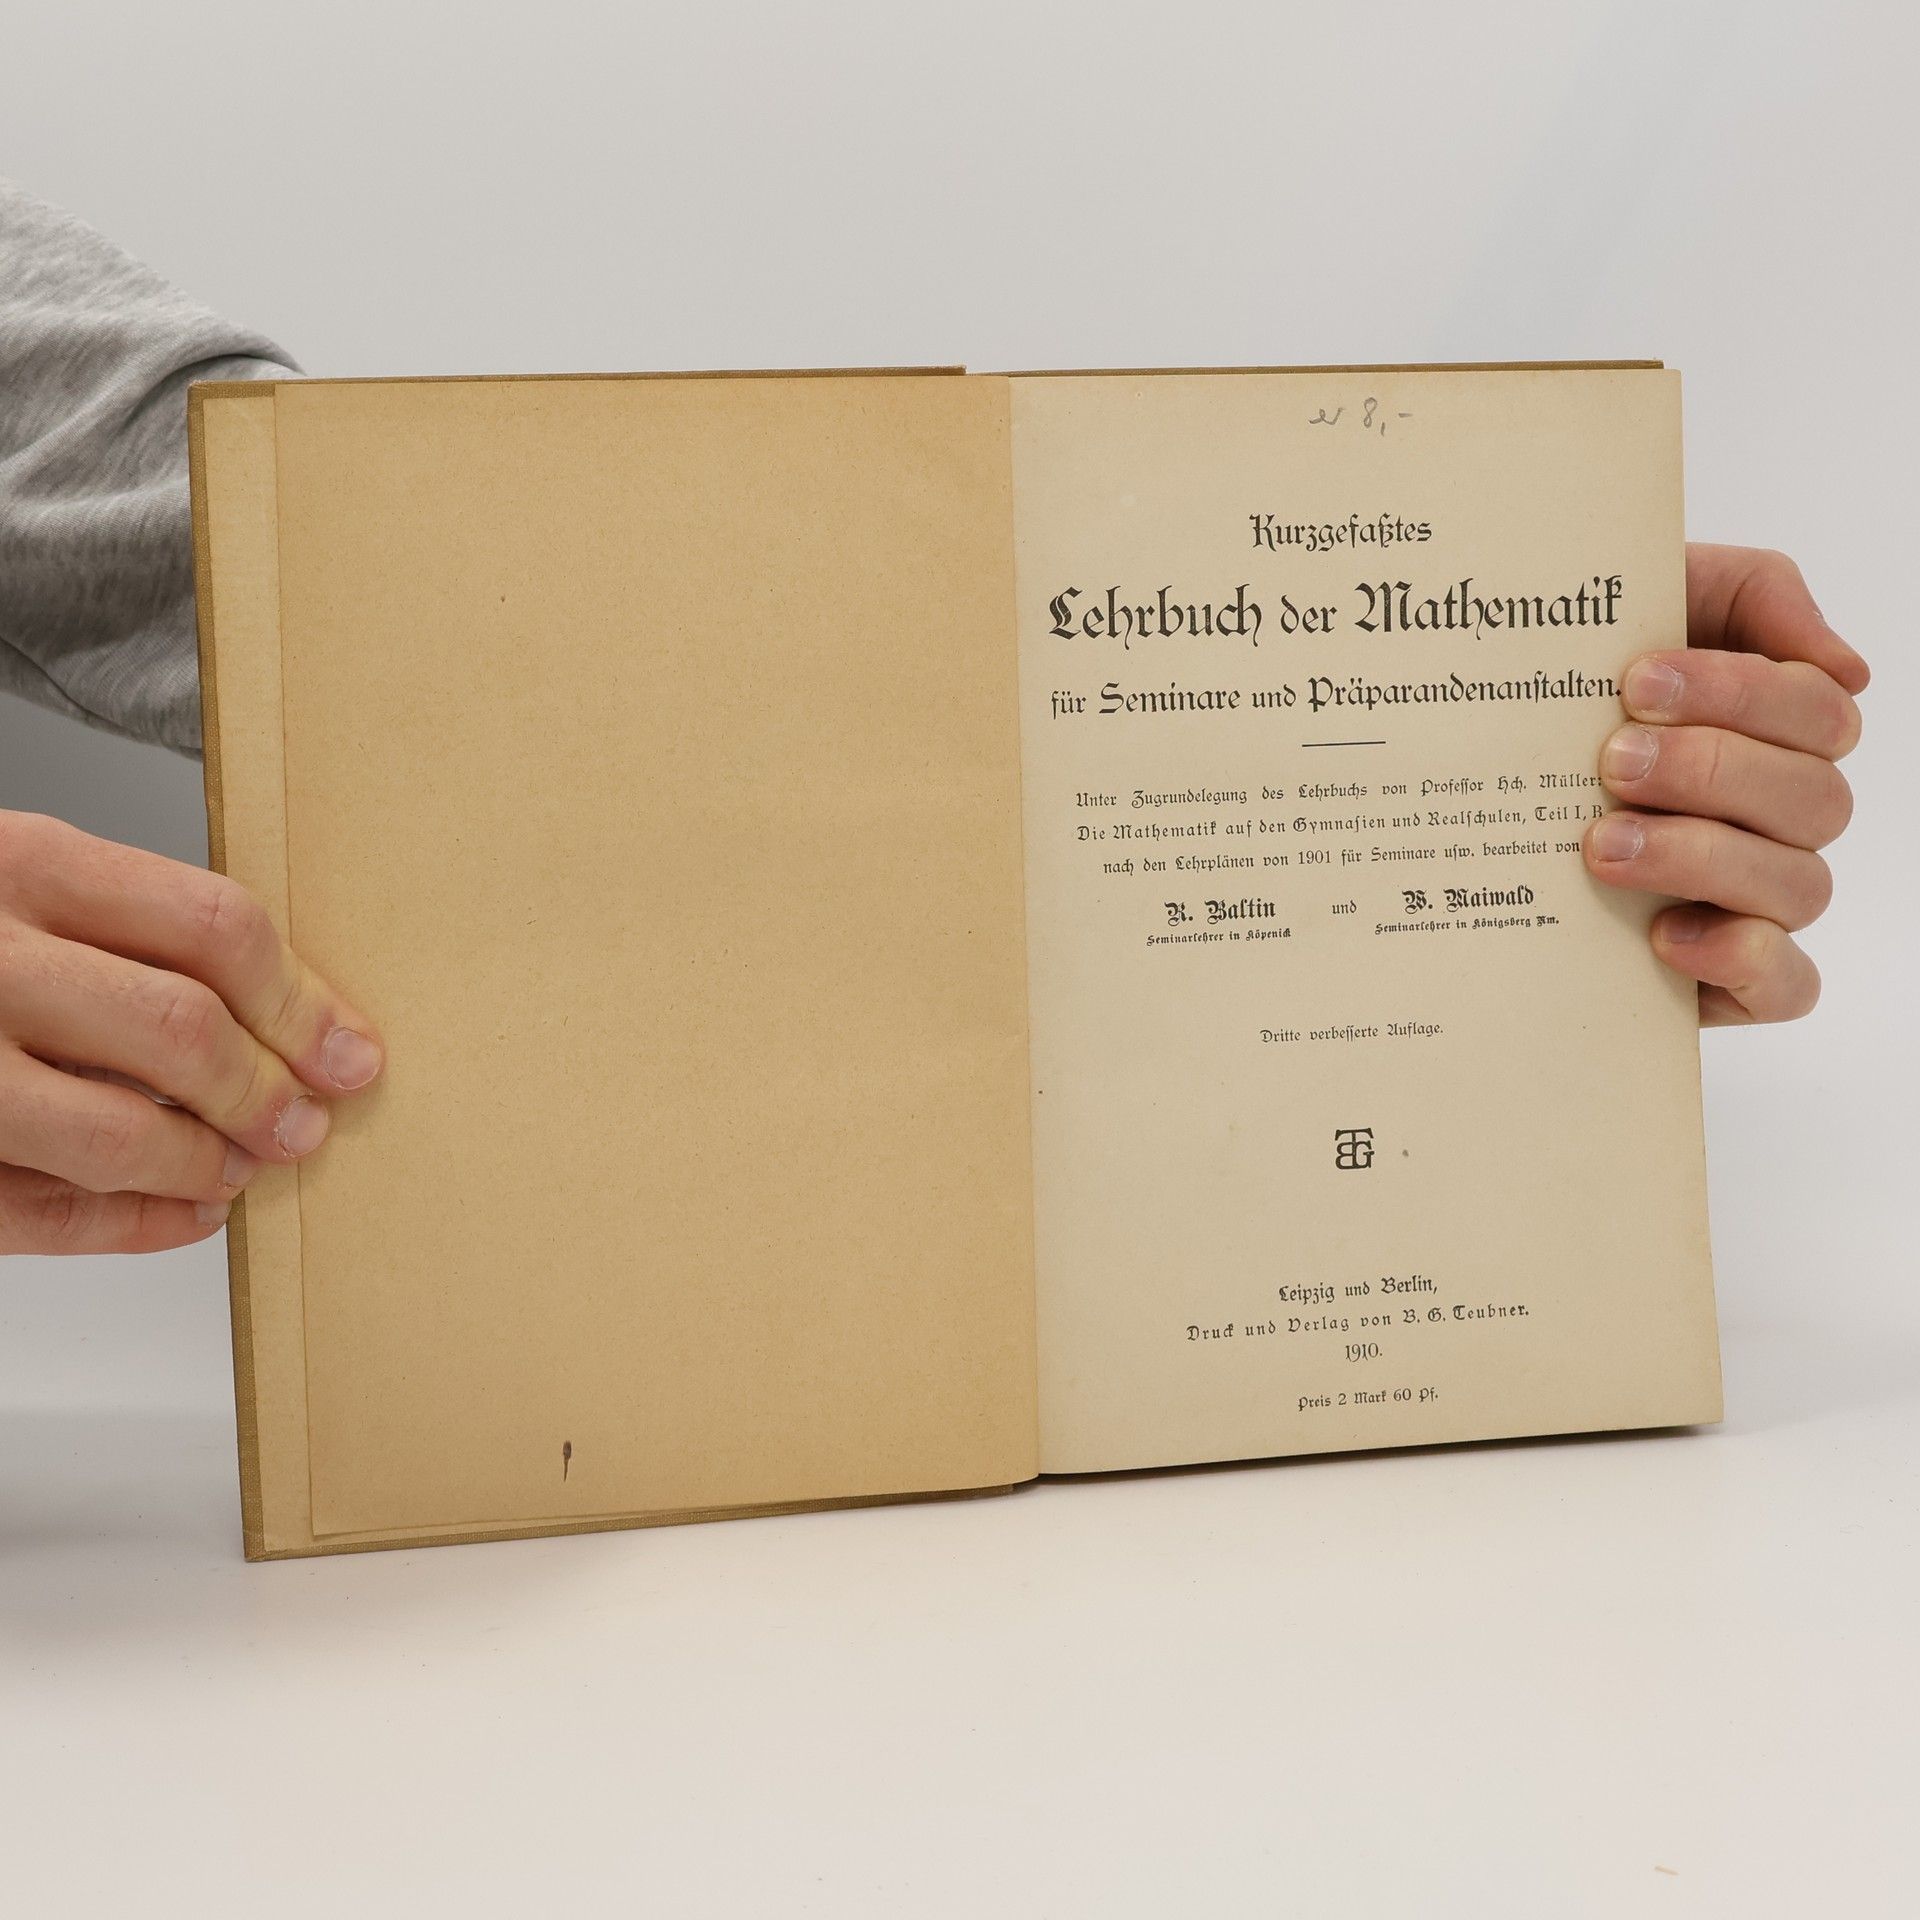 8,-
Kurzgefaßtes
Lehrbuch der Mathematik
für Seminare und Präparandenanstalten.
Unter Zugrundelegung des Lehrbuchs von Professor Hch. Müller:
Die Mathematik auf den Gymnasien und Realschulen, Teil I, B
nach den Lehrplänen von 1901 für Seminare usw. bearbeitet von
R. Baltin und W. Maiwald
Seminarlehrer in Köpenick Seminarlehrer in Königsberg Nm.
Dritte verbesserte Auflage.
BGT
Leipzig und Berlin,
Druck und Verlag von B. G. Teubner.
1910.
Preis 2 Mark 60 Pf.